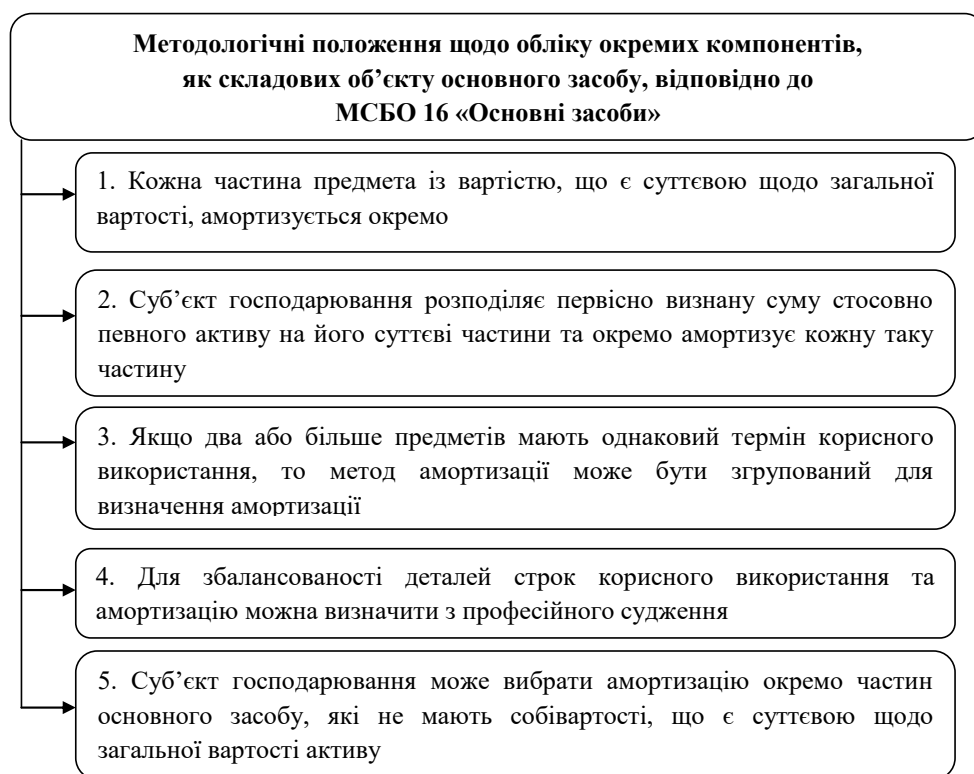 Методологічні положення щодо обліку окремих компонентів,
як складових об’єкту основного засобу, відповідно до
МСБО 16 «Основні засоби»
1. Кожна частина предмета із вартістю, що є суттєвою щодо загальної
вартості, амортизується окремо
2. Суб’єкт господарювання розподіляє первісно визнану суму стосовно
певного активу на його суттєві частини та окремо амортизує кожну таку
частину
3. Якщо два або більше предметів мають однаковий термін корисного
використання, то метод амортизації може бути згрупований для
визначення амортизації
4. Для збалансованості деталей строк корисного використання та
амортизацію можна визначити з професійного судження
5. Суб’єкт господарювання може вибрати амортизацію окремо частин
основного засобу, які не мають собівартості, що є суттєвою щодо
загальної вартості активу